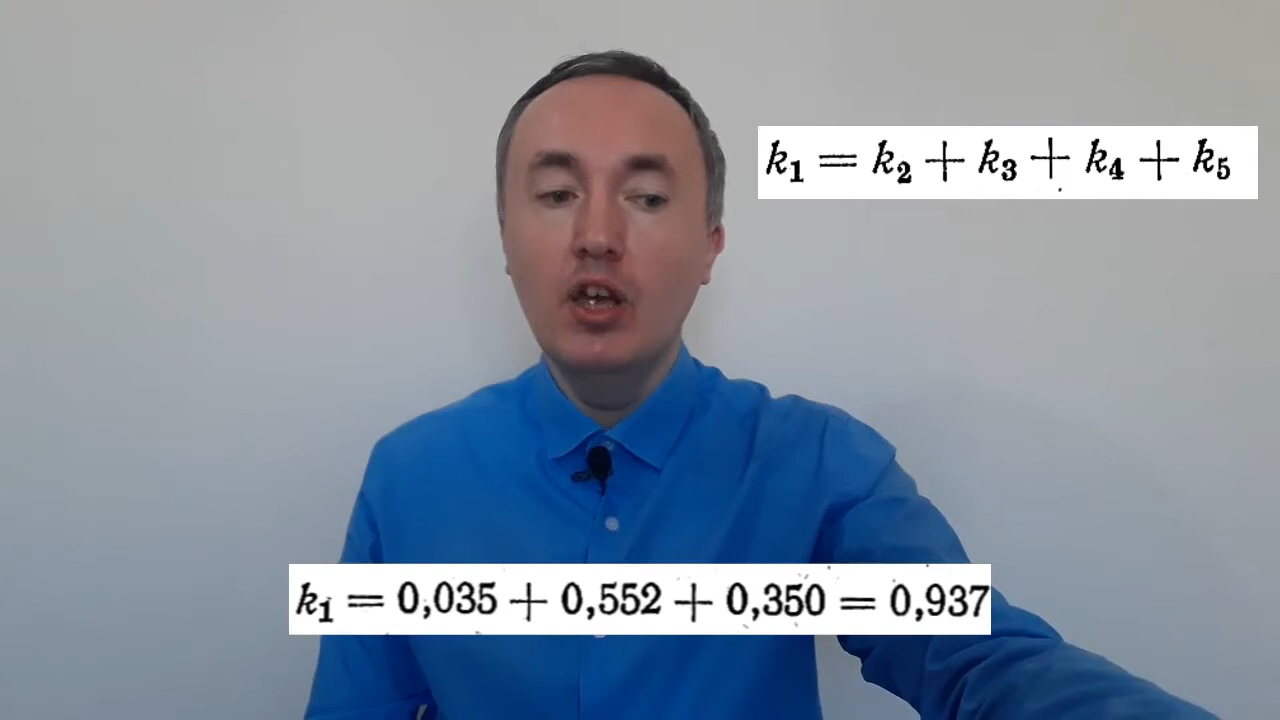 k₁ = k₂ + k₃ + k₄ + k₅
k₁ = 0,035 + 0,552 + 0,350 = 0,937